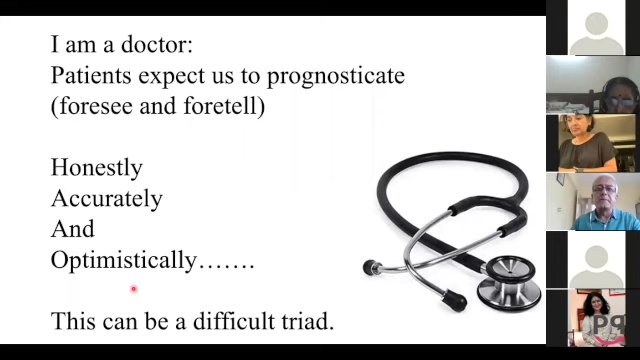 I am a doctor:
Patients expect us to prognosticate
(foresee and foretell)
Honestly
Accurately
And
Optimistically…….
This can be a difficult triad.